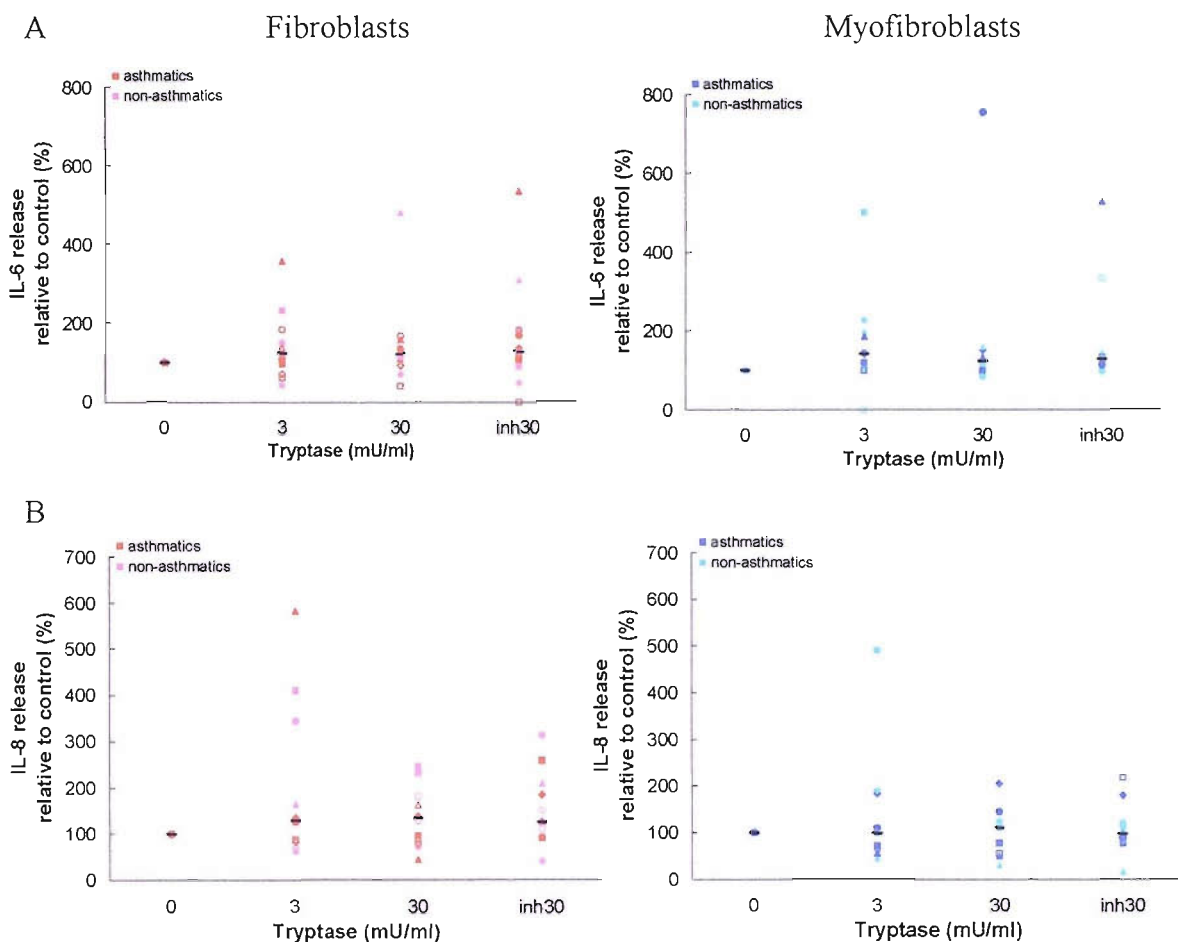 A
Fibroblasts
Myofibroblasts
asthmatics
non-asthmatics
800
600
400
200
0
IL-6 release
relative to control (%)
0 3 30 inh30
Tryptase (mU/ml)
asthmatics
non-asthmatics
800
600
400
200
0
IL-6 release
relative to control (%)
0 3 30 inh30
Tryptase (mU/ml)
B
asthmatics
non-asthmatics
700
600
500
400
300
200
100
0
IL-8 release
relative to control (%)
0 3 30 inh30
Tryptase (mU/ml)
asthmatics
non-asthmatics
700
600
500
400
300
200
100
0
IL-8 release
relative to control (%)
0 3 30 inh30
Tryptase (mU/ml)